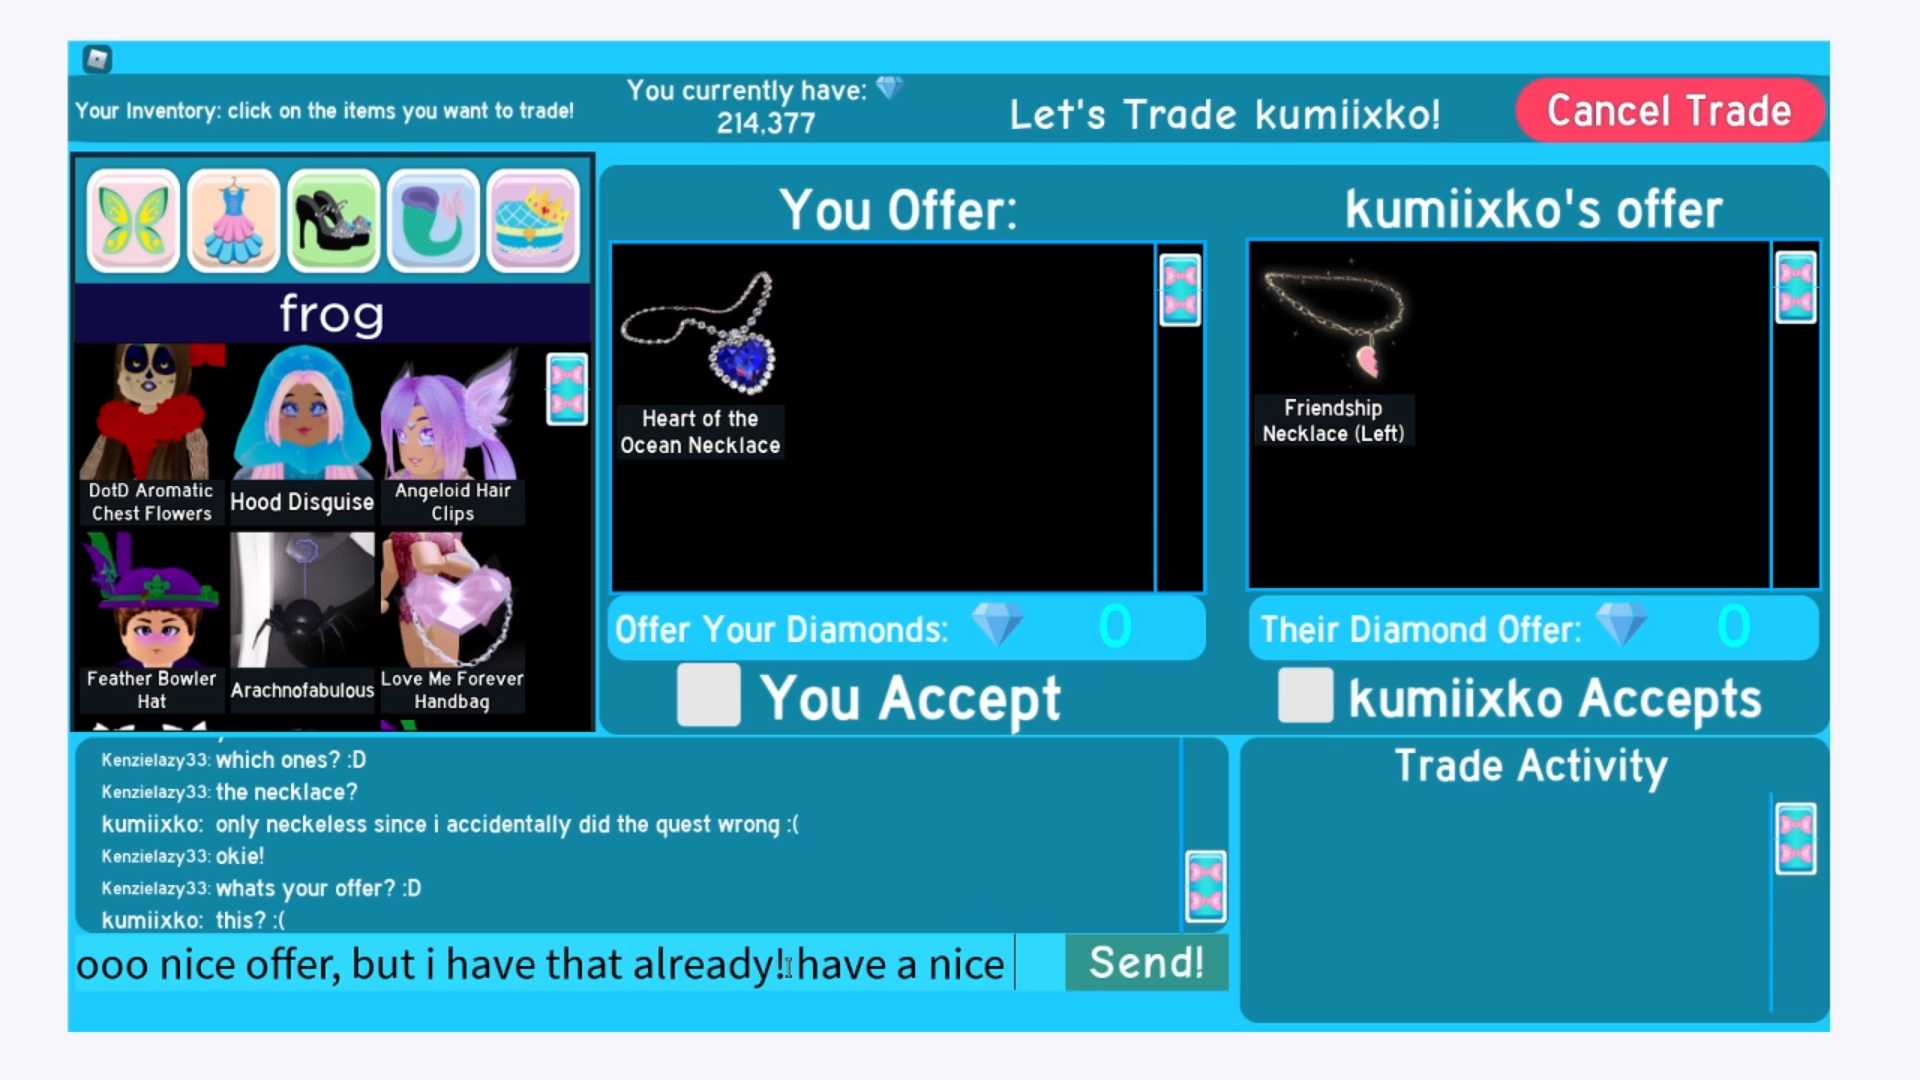 Your Inventory: click on the items you want to trade!
You currently have:
214,377
Let's Trade kumiixko!
Cancel Trade
frog
DotD Aromatic
Chest Flowers
Hood Disguise
Angeloid Hair
Clips
Feather Bowler
Hat
Arachnofabulous
Love Me Forever
Handbag
You Offer:
Heart of the
Ocean Necklace
Offer Your Diamonds: 0
You Accept
kumiixko's offer
Friendship
Necklace (Left)
Their Diamond Offer: 0
kumiixko Accepts
Kenzielazy33: which ones? :D
Kenzielazy33: the necklace?
kumiixko: only neckeless since i accidentally did the quest wrong :(
Kenzielazy33: okie!
Kenzielazy33: whats your offer? :D
kumiixko: this? :(
ooo nice offer, but i have that already! have a nice
Send!
Trade Activity